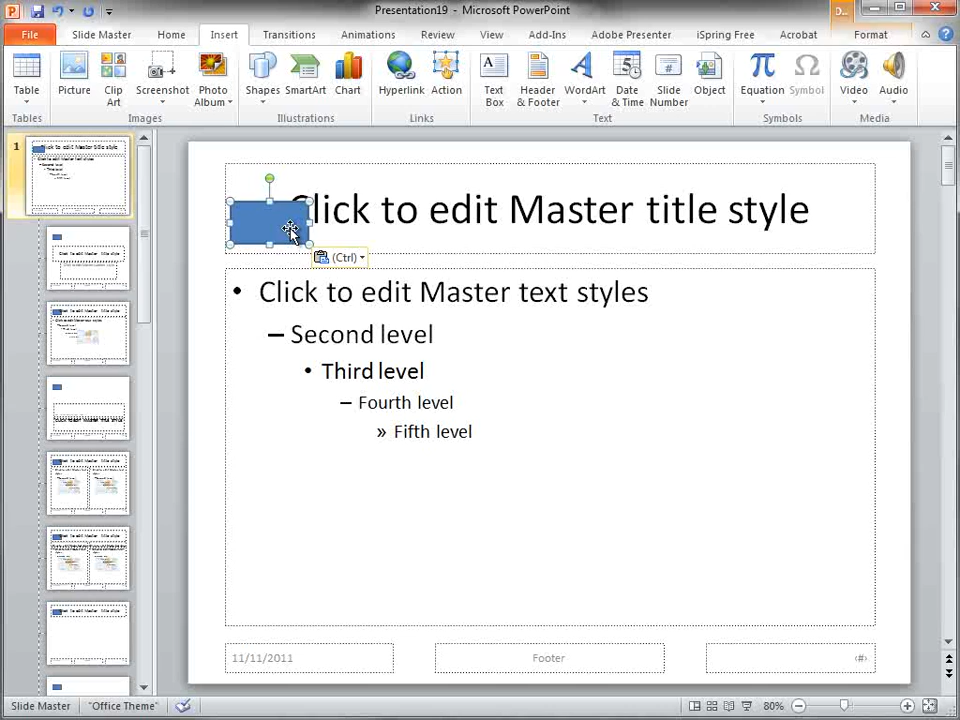 Presentation19 - Microsoft PowerPoint
D...
File Slide Master Home Insert Transitions Animations Review View Add-Ins Adobe Presenter iSpring Free Acrobat Format
Table Picture Clip Art Screenshot Photo Album Shapes SmartArt Chart Hyperlink Action Text Box Header & Footer WordArt Date & Time Slide Number Object Equation Symbol Video Audio
Tables Images Illustrations Links Text Symbols Media
1
Click to edit Master title style
(Ctrl)
• Click to edit Master text styles
– Second level
• Third level
– Fourth level
» Fifth level
11/11/2011 Footer ‹#›
Slide Master "Office Theme" 80%